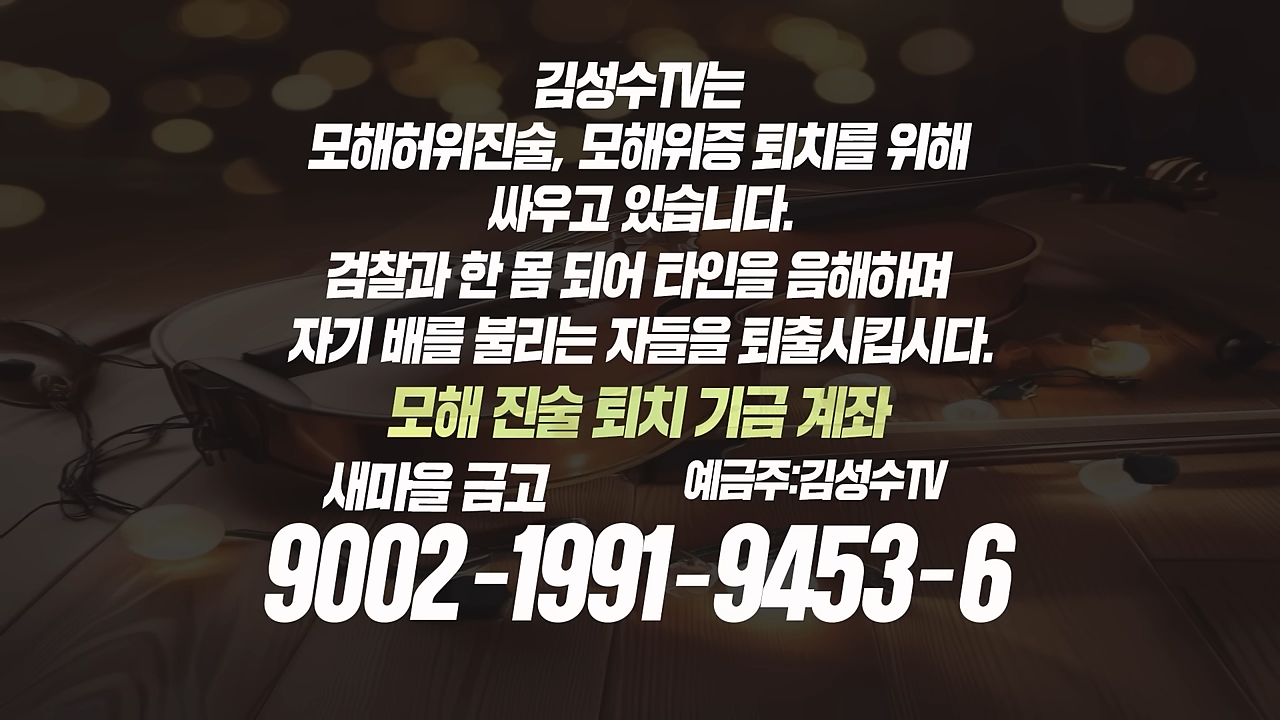 김성수TV는
모해허위진술, 모해위증 퇴치를 위해
싸우고 있습니다.
검찰과 한 몸 되어 타인을 음해하며
자기 배를 불리는 자들을 퇴출시킵시다.
모해 진술 퇴치 기금 계좌
새마을 금고 예금주:김성수TV
9002-1991-9453-6